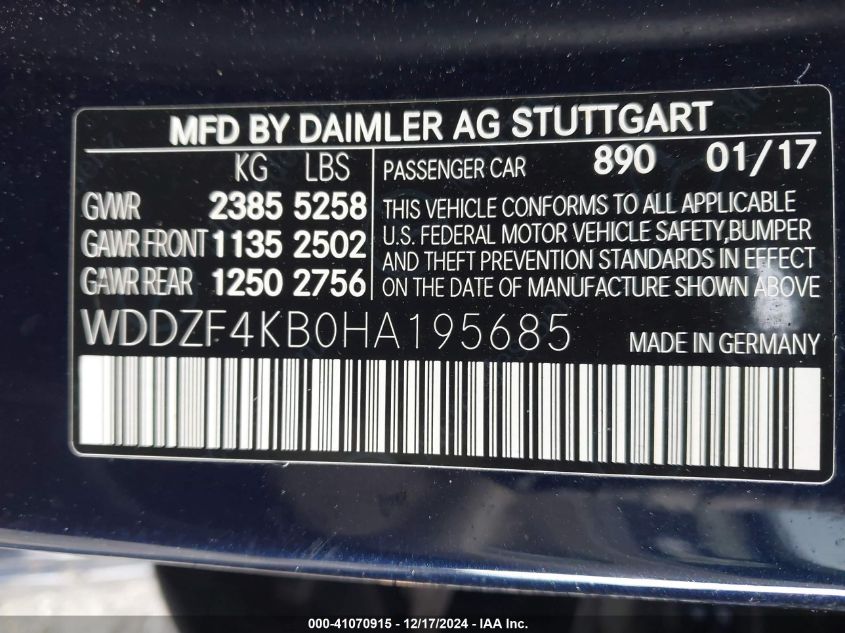 MFD BY DAIMLER AG STUTTGART
KG LBS
GVWR 2385 5258
GAWR FRONT 1135 2502
GAWR REAR 1250 2756
PASSENGER CAR 890 01/17
THIS VEHICLE CONFORMS TO ALL APPLICABLE
U.S. FEDERAL MOTOR VEHICLE SAFETY,BUMPER
AND THEFT PREVENTION STANDARDS IN EFFECT
ON THE DATE OF MANUFACTURE SHOWN ABOVE
WDDZF4KB0HA195685
MADE IN GERMANY
000-41070915 - 12/17/2024 - IAA Inc.